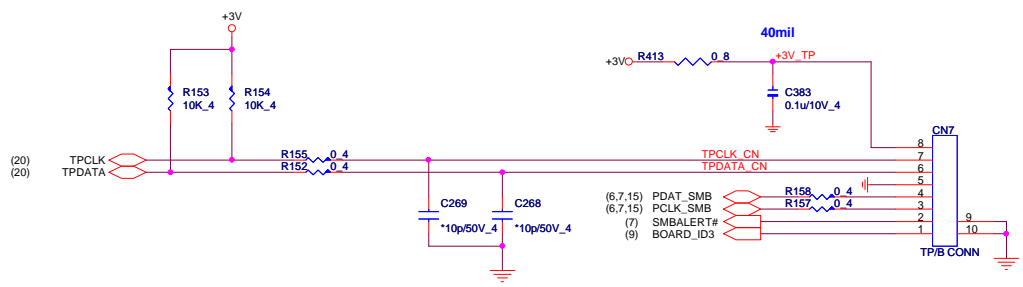 +3V
40mil
+3V R413 0_8 +3V_TP
R153
10K_4
R154
10K_4
C383
0.1u/10V_4
CN7
(20) TPCLK R155 0_4 TPCLK_CN 7
(20) TPDATA R152 0_4 TPDATA_CN 6
8
5
(6,7,15) PDAT_SMB R158 0_4 4
(6,7,15) PCLK_SMB R157 0_4 3
(7) SMBALERT# 2 9
(9) BOARD_ID3 1 10
C269
*10p/50V_4
C268
*10p/50V_4
TP/B CONN